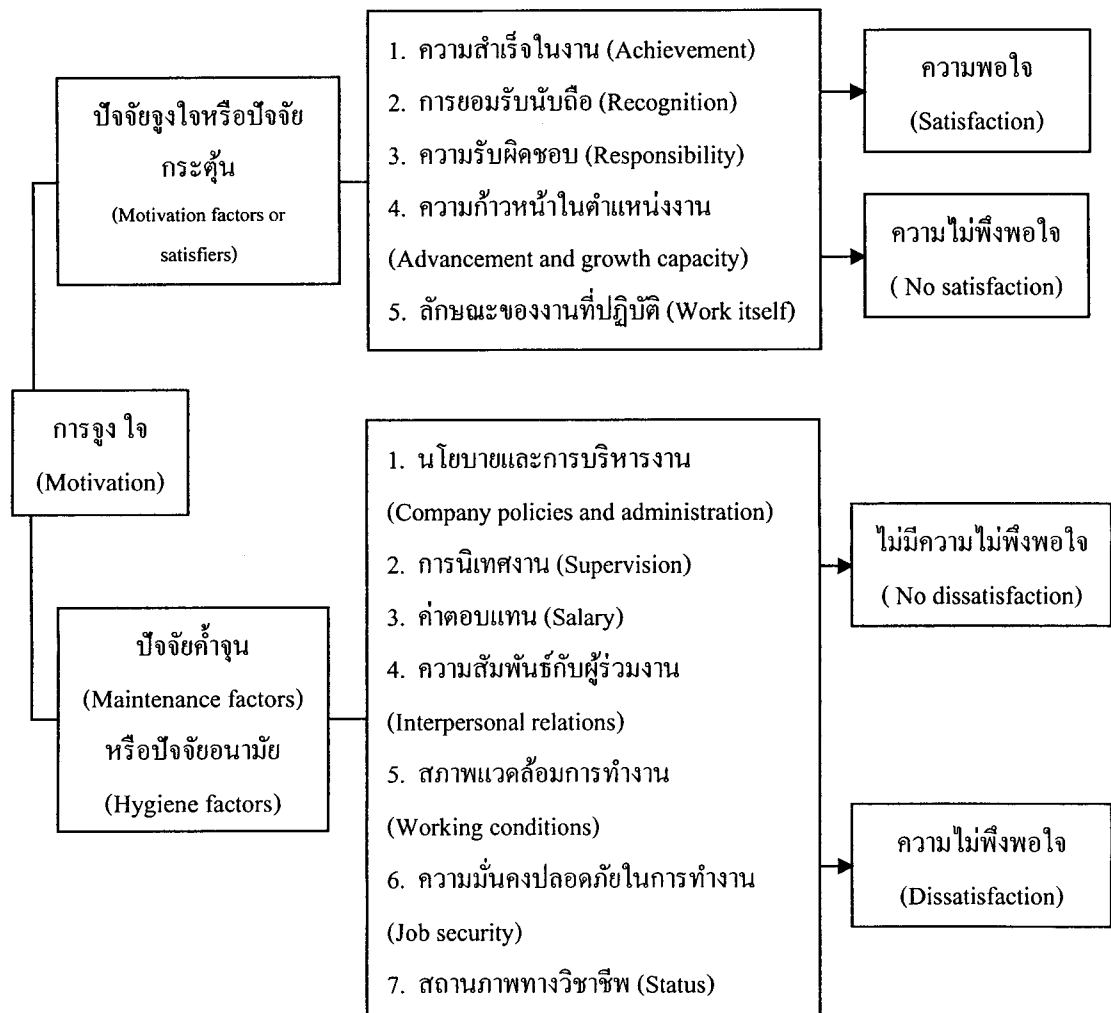 การจูง ใจ
(Motivation)
ปัจจัยจูงใจหรือปัจจัย
กระตุ้น
(Motivation factors or
satisfiers)
1. ความสำเร็จในงาน (Achievement)
2. การยอมรับนับถือ (Recognition)
3. ความรับผิดชอบ (Responsibility)
4. ความก้าวหน้าในตำแหน่งงาน
(Advancement and growth capacity)
5. ลักษณะของงานที่ปฏิบัติ (Work itself)
ความพอใจ
(Satisfaction)
ความไม่พึงพอใจ
( No satisfaction)
ปัจจัยค้ำจุน
(Maintenance factors)
หรือปัจจัยอนามัย
(Hygiene factors)
1. นโยบายและการบริหารงาน
(Company policies and administration)
2. การนิเทศงาน (Supervision)
3. ค่าตอบแทน (Salary)
4. ความสัมพันธ์กับผู้ร่วมงาน
(Interpersonal relations)
5. สภาพแวดล้อมการทำงาน
(Working conditions)
6. ความมั่นคงปลอดภัยในการทำงาน
(Job security)
7. สถานภาพทางวิชาชีพ (Status)
ไม่มีความไม่พึงพอใจ
( No dissatisfaction)
ความไม่พึงพอใจ
(Dissatisfaction)